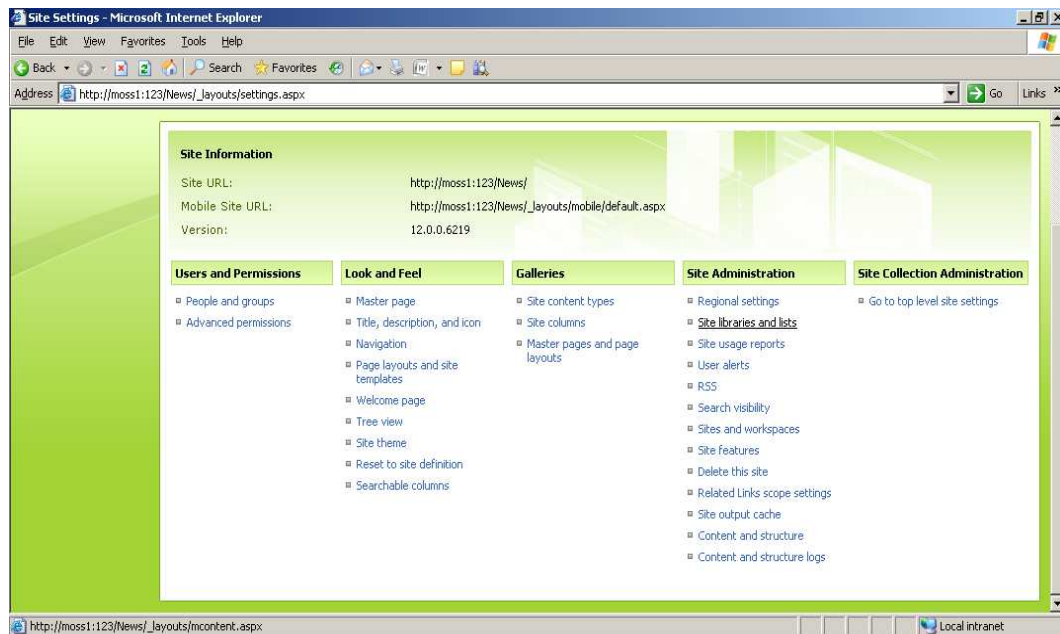 Site Settings - Microsoft Internet Explorer
File Edit View Favorites Tools Help
Back Search Favorites
Address http://moss1:123/News/_layouts/settings.aspx Go Links »
Site Information
Site URL: http://moss1:123/News/
Mobile Site URL: http://moss1:123/News/_layouts/mobile/default.aspx
Version: 12.0.0.6219
Users and Permissions
People and groups
Advanced permissions
Look and Feel
Master page
Title, description, and icon
Navigation
Page layouts and site
templates
Welcome page
Tree view
Site theme
Reset to site definition
Searchable columns
Galleries
Site content types
Site columns
Master pages and page
layouts
Site Administration
Regional settings
Site libraries and lists
Site usage reports
User alerts
RSS
Search visibility
Sites and workspaces
Site features
Delete this site
Related Links scope settings
Site output cache
Content and structure
Content and structure logs
Site Collection Administration
Go to top level site settings
http://moss1:123/News/_layouts/mcontent.aspx Local intranet